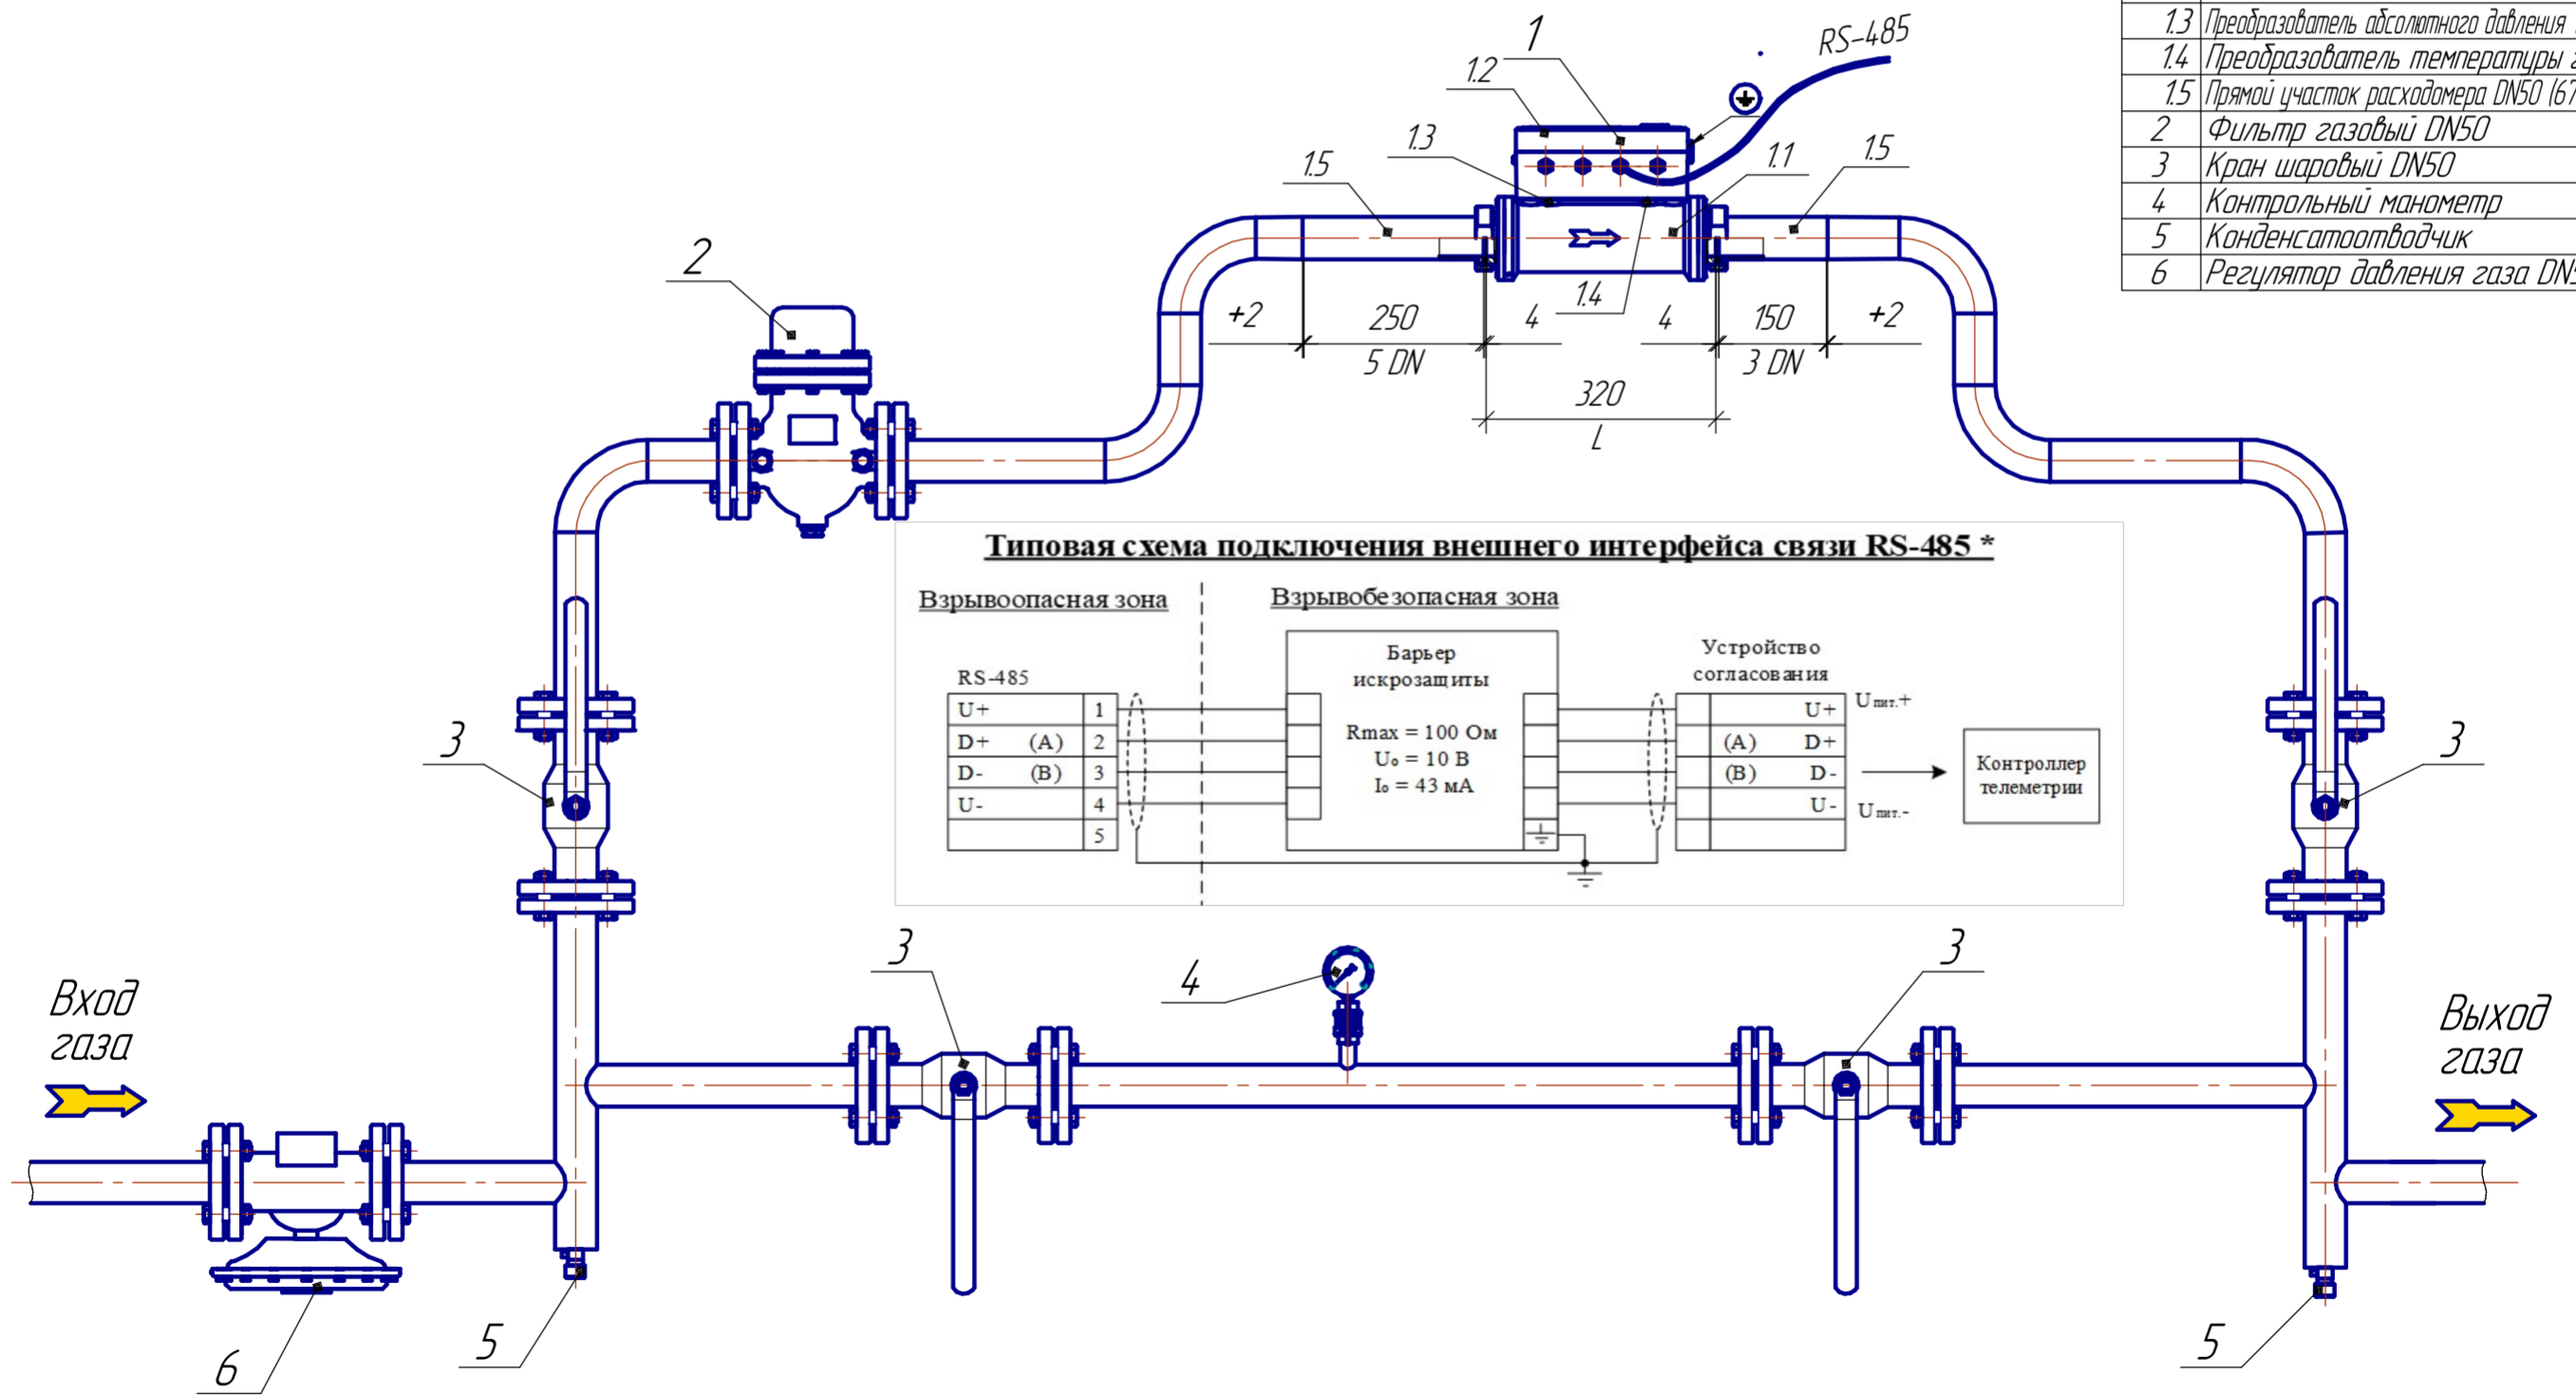 1.3 Преобразователь абсолютного давления
1.4 Преобразователь температуры
1.5 Прямой участок расходомера DN50
2 Фильтр газовый DN50
3 Кран шаровый DN50
4 Контрольный манометр
5 Конденсатоотводчик
6 Регулятор давления газа
1
RS-485
1.2
1.3
1.5
1.1
1.5
2
1.4
+2
250
4
4
150
+2
5 DN
3 DN
320
L
Типовая схема подключения внешнего интерфейса связи RS-485 *
Взрывоопасная зона
Взрывобезопасная зона
RS-485
U+ 1
D+ (A) 2
D- (B) 3
U- 4
5
Барьер
искрозащиты
Rmax = 100 Ом
U₀ = 10 В
I₀ = 43 мА
Устройство
согласования
U+
(A) D+
(B) D-
U-
Uпит.+
Uпит.-
Контроллер
телеметрии
3
3
3
4
3
Вход
газа
Выход
газа
6
5
5